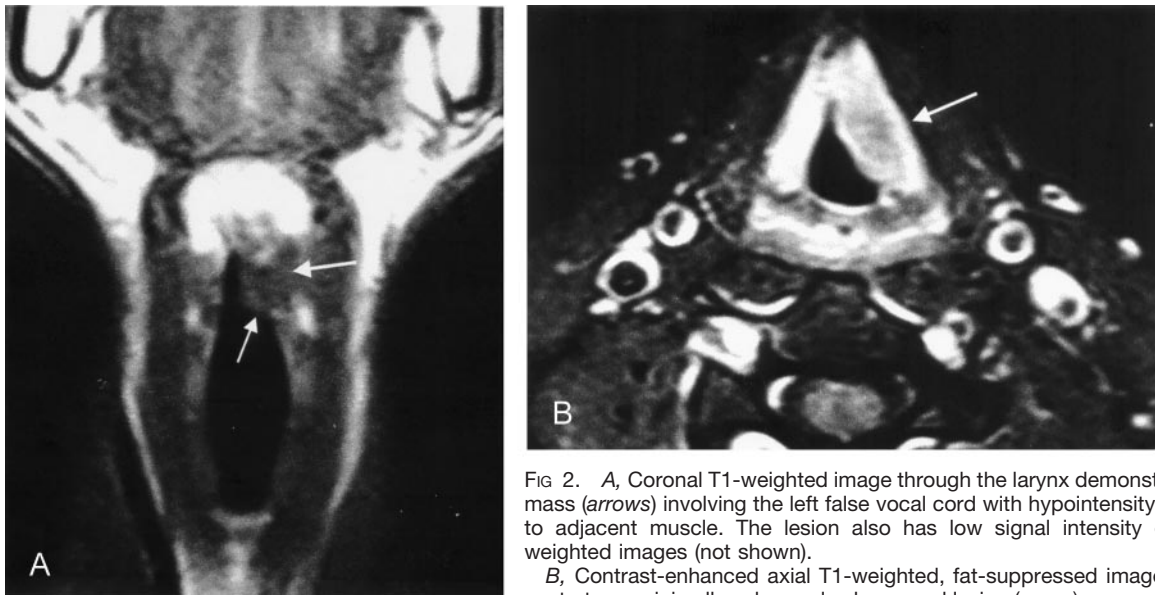 A
B
FIG 2. A, Coronal T1-weighted image through the larynx
mass (arrows) involving the left false vocal cord with hypointensity
to adjacent muscle. The lesion also has low signal intensity
weighted images (not shown).
B, Contrast-enhanced axial T1-weighted, fat-suppressed image